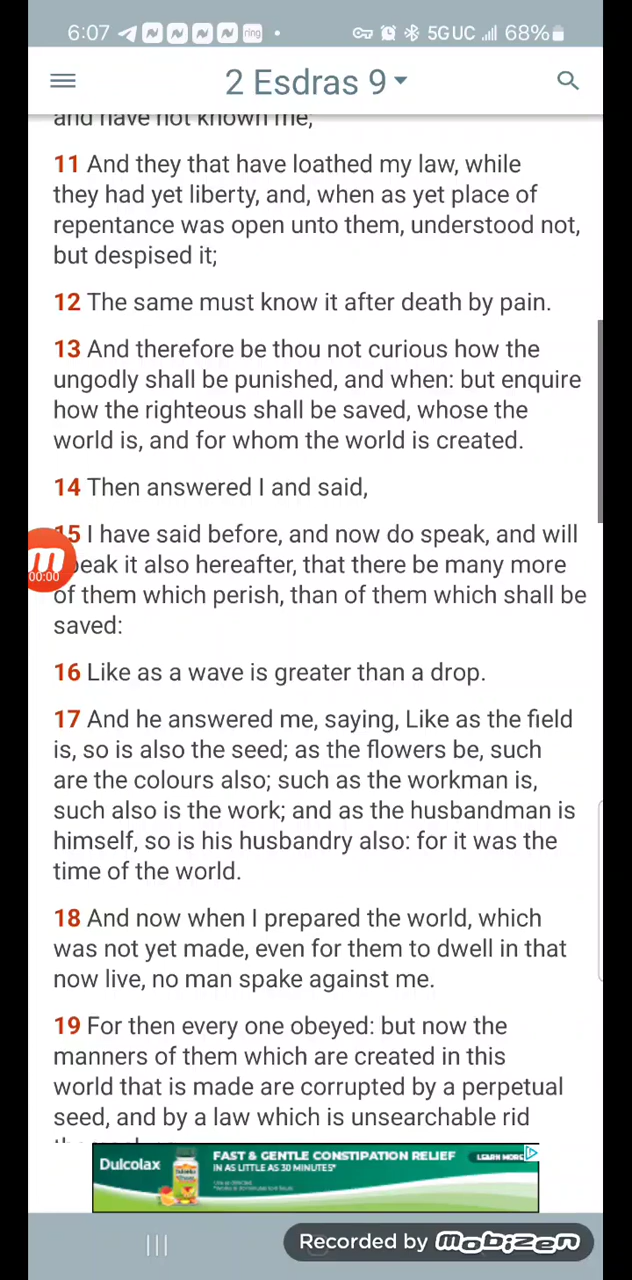 6:07 ring 5G UC 68%
2 Esdras 9
and have not known me;
11 And they that have loathed my law, while
they had yet liberty, and, when as yet place of
repentance was open unto them, understood not,
but despised it;
12 The same must know it after death by pain.
13 And therefore be thou not curious how the
ungodly shall be punished, and when: but enquire
how the righteous shall be saved, whose the
world is, and for whom the world is created.
14 Then answered I and said,
15 I have said before, and now do speak, and will
peak it also hereafter, that there be many more
of them which perish, than of them which shall be
saved:
m
00:00
16 Like as a wave is greater than a drop.
17 And he answered me, saying, Like as the field
is, so is also the seed; as the flowers be, such
are the colours also; such as the workman is,
such also is the work; and as the husbandman is
himself, so is his husbandry also: for it was the
time of the world.
18 And now when I prepared the world, which
was not yet made, even for them to dwell in that
now live, no man spake against me.
19 For then every one obeyed: but now the
manners of them which are created in this
world that is made are corrupted by a perpetual
seed, and by a law which is unsearchable rid
Dulcolax
FAST & GENTLE CONSTIPATION RELIEF
IN AS LITTLE AS 30 MINUTES*
LEARN MORE
Recorded by mobizen